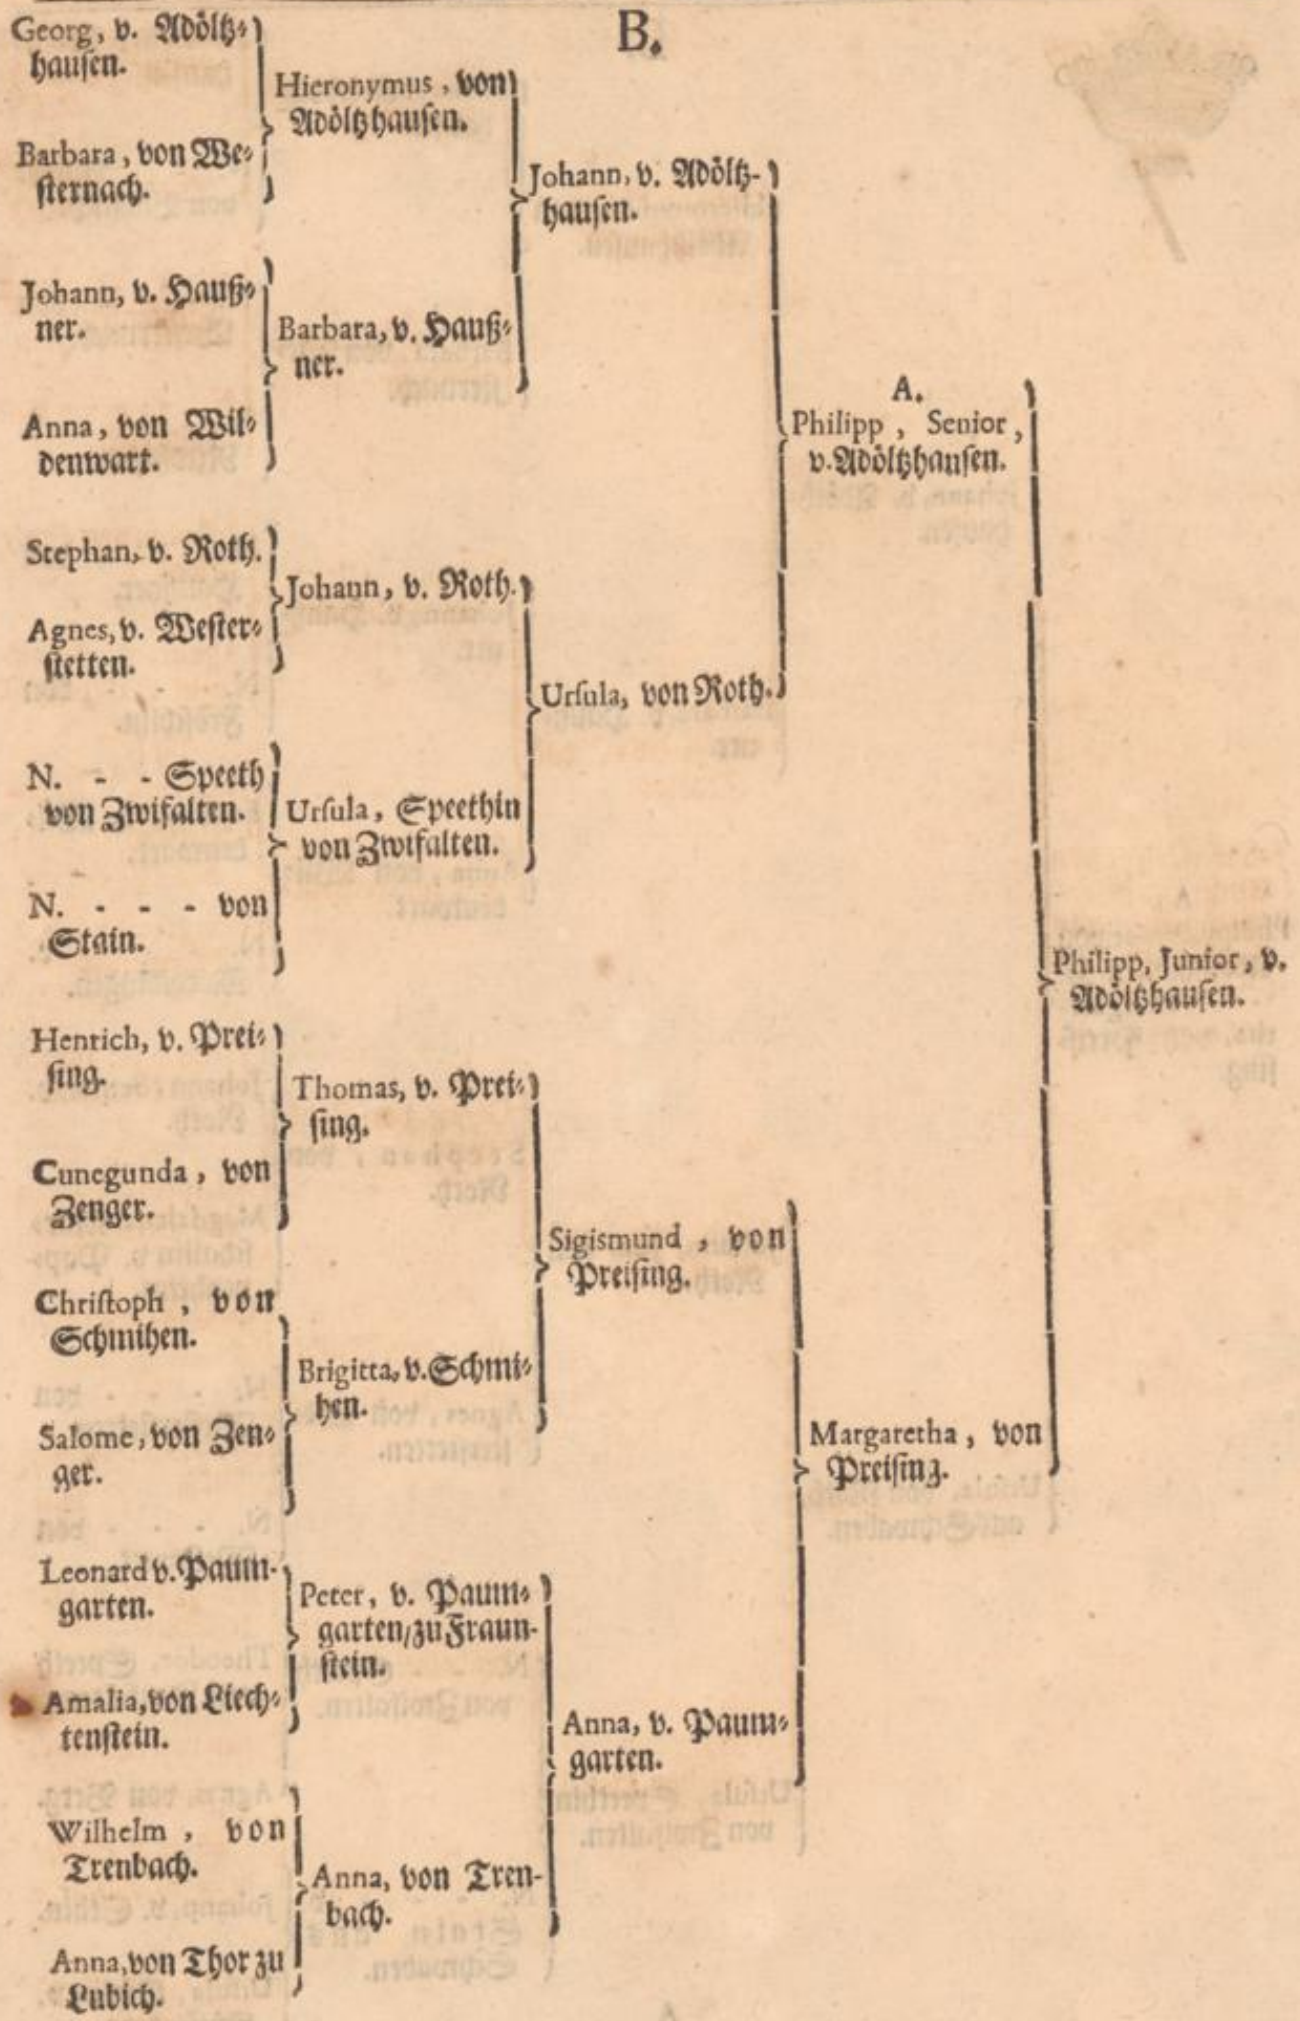 B.
Georg, v. Adöltz-
hausen.
Barbara, von We-
sternach.
Johann, v. Hauß-
ner.
Anna, von Wil-
denwart.
Stephan, v. Roth.
Agnes, v. Wester-
stetten.
N. - - Speeth
von Zwifalten.
N. - - - von
Stain.
Henrich, v. Prei-
sing.
Cunegunda, von
Zenger.
Christoph, von
Schmihen.
Salome, von Zen-
ger.
Leonard v. Paum-
garten.
Amalia, von Liech-
tenstein.
Wilhelm, von
Trenbach.
Anna, von Thor zu
Lubich.
Hieronymus, von
Adöltzhausen.
Barbara, v. Hauß-
ner.
Johann, v. Roth.
Ursula, Speethin
von Zwifalten.
Thomas, v. Prei-
sing.
Brigitta, v. Schmi-
hen.
Peter, v. Paum-
garten/zu Fraun-
stein.
Anna, von Tren-
bach.
Johann, v. Adöltz-
hausen.
Ursula, von Roth.
Sigismund, von
Preising.
Anna, v. Paum-
garten.
A.
Philipp, Senior,
v. Adöltzhausen.
Margaretha, von
Preising.
Philipp, Junior, v.
Adöltzhausen.